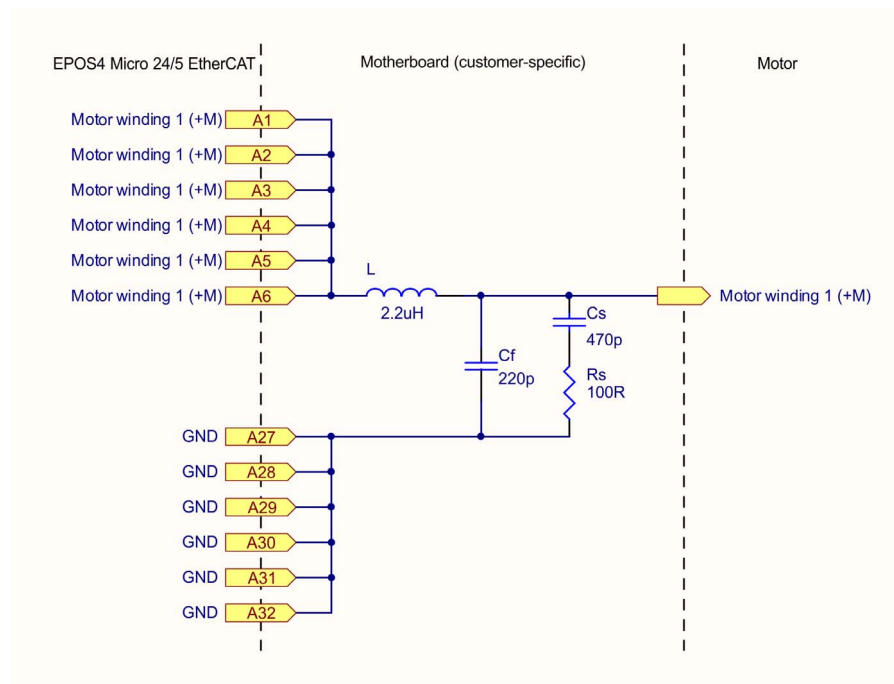 EPOS4 Micro 24/5 EtherCAT Motherboard (customer-specific) Motor
Motor winding 1 (+M) A1
Motor winding 1 (+M) A2
Motor winding 1 (+M) A3
Motor winding 1 (+M) A4
Motor winding 1 (+M) A5
Motor winding 1 (+M) A6
L
2.2uH
Cf
220p
Cs
470p
Rs
100R
Motor winding 1 (+M)
GND A27
GND A28
GND A29
GND A30
GND A31
GND A32